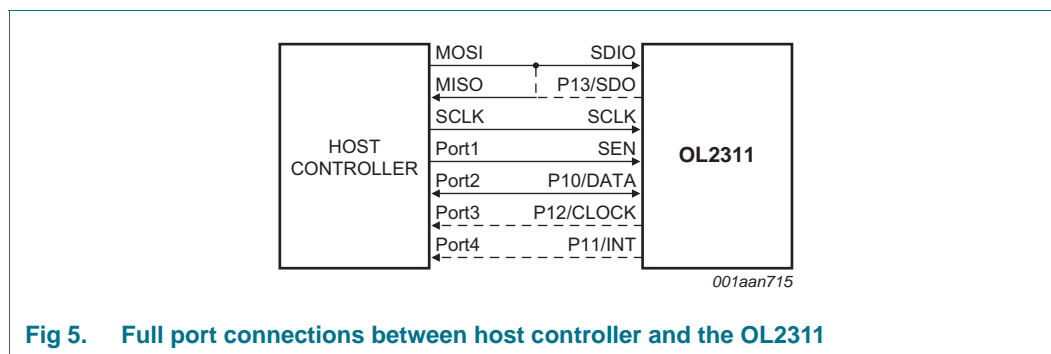 MOSI SDIO
MISO P13/SDO
SCLK SCLK
HOST
CONTROLLER
Port1 SEN
OL2311
Port2 P10/DATA
Port3 P12/CLOCK
Port4 P11/INT
001aan715
Fig 5. Full port connections between host controller and the OL2311